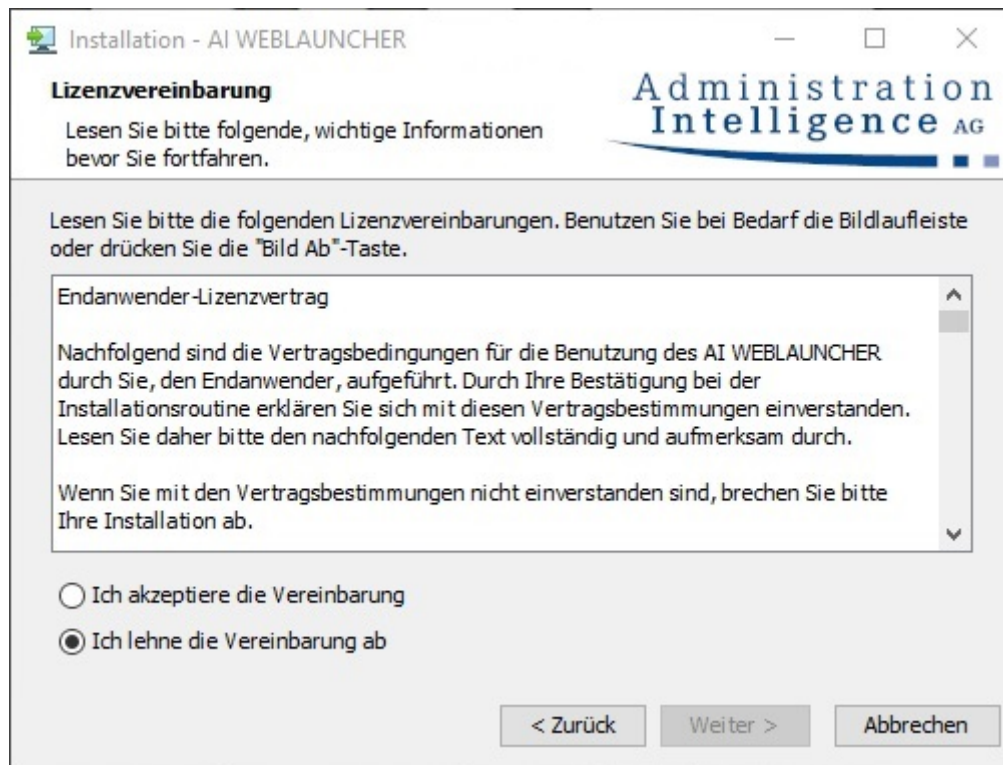 Installation - AI WEBLAUNCHER
Lizenzvereinbarung
Lesen Sie bitte folgende, wichtige Informationen
bevor Sie fortfahren.
Administration
Intelligence AG
Lesen Sie bitte die folgenden Lizenzvereinbarungen. Benutzen Sie bei Bedarf die Bildlaufleiste
oder drücken Sie die "Bild Ab"-Taste.
Endanwender-Lizenzvertrag
Nachfolgend sind die Vertragsbedingungen für die Benutzung des AI WEBLAUNCHER
durch Sie, den Endanwender, aufgeführt. Durch Ihre Bestätigung bei der
Installationsroutine erklären Sie sich mit diesen Vertragsbestimmungen einverstanden.
Lesen Sie daher bitte den nachfolgenden Text vollständig und aufmerksam durch.
Wenn Sie mit den Vertragsbestimmungen nicht einverstanden sind, brechen Sie bitte
Ihre Installation ab.
Ich akzeptiere die Vereinbarung
Ich lehne die Vereinbarung ab
< Zurück
Weiter >
Abbrechen